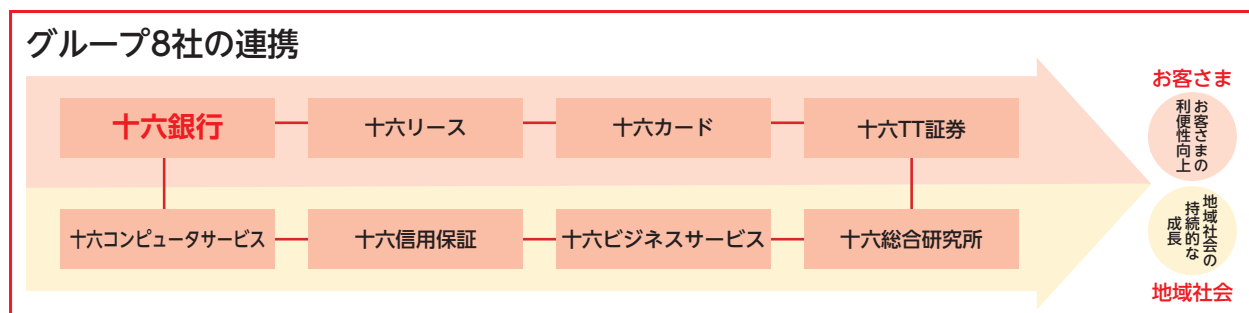 グループ8社の連携
十六銀行
十六リース
十六カード
十六TT証券
十六コンピュータサービス
十六信用保証
十六ビジネスサービス
十六総合研究所
お客さま
お客さまの
利便性向上
地域社会の
持続的な
成長
地域社会